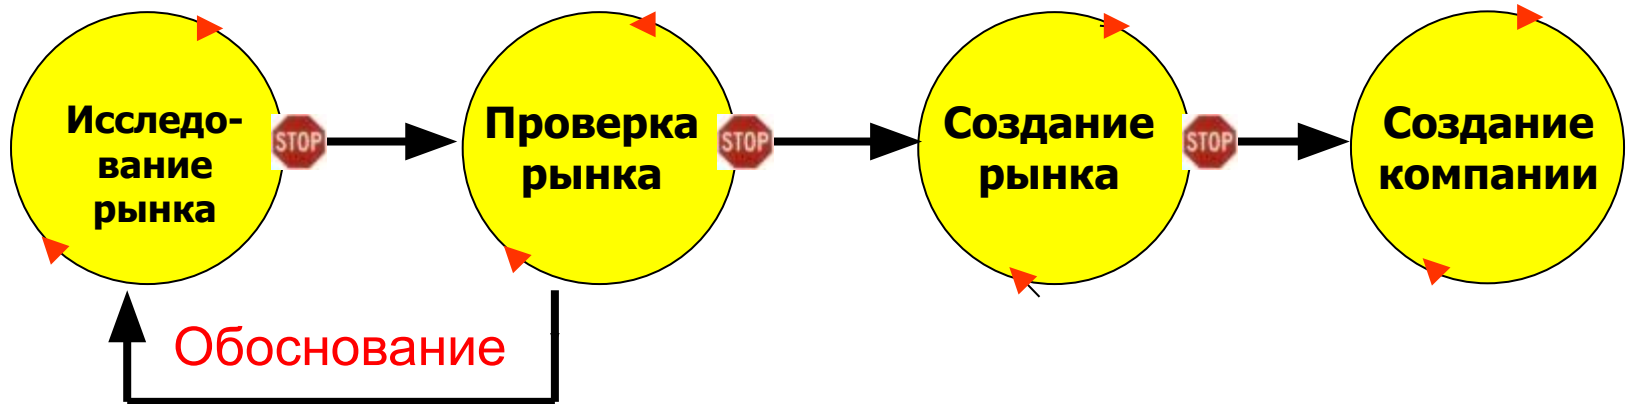 Исследо-
вание
рынка
STOP
Проверка
рынка
STOP
Создание
рынка
STOP
Создание
компании
Обоснование